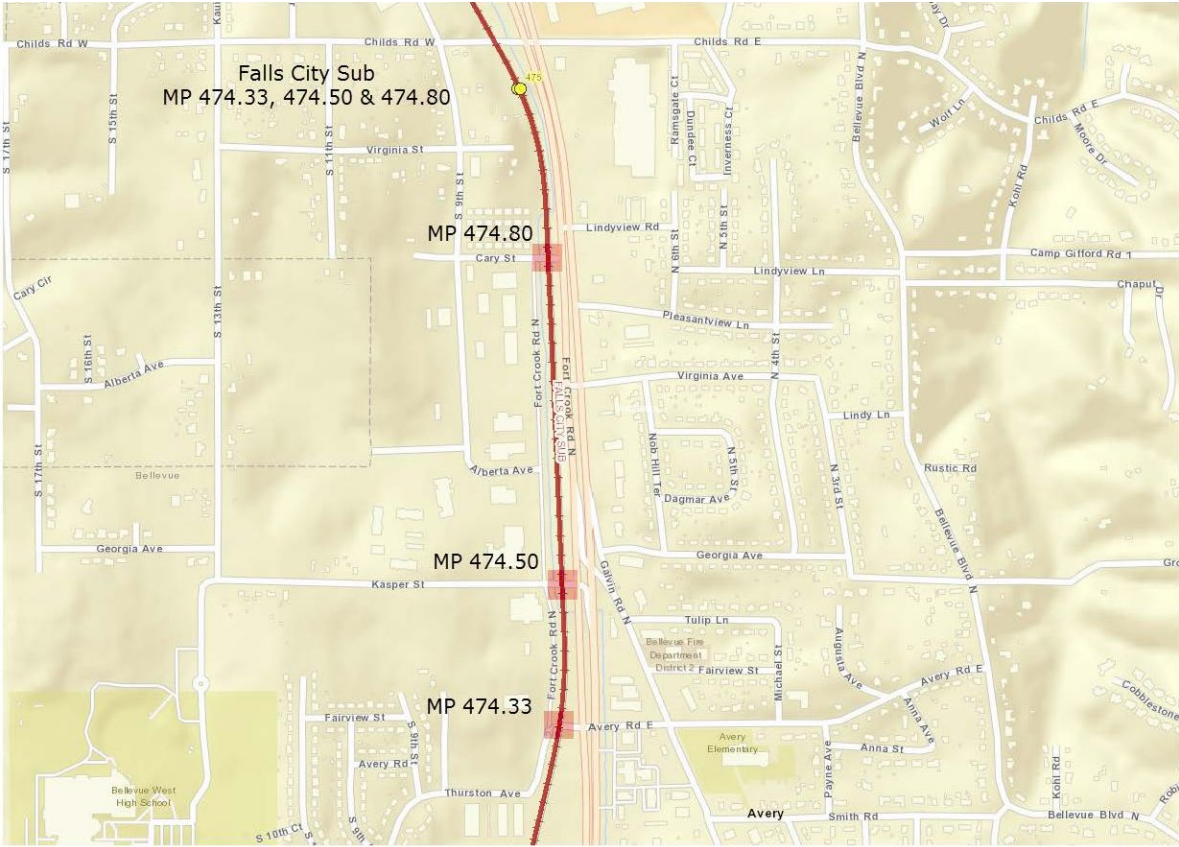 Childs Rd W
Childs Rd W
Childs Rd E
Falls City Sub
MP 474.33, 474.50 & 474.80
475
S 17th St
S 15th St
S 11th St
Virginia St
S 9th St
Ramsgate Ct
Dundee Ct
Inverness Ct
Bellevue Blvd N
Wolf Ln
Childs Rd E
Moore Dr
Kohl Rd
MP 474.80
Cary St
Lindyview Rd
N 6th St
N 5th St
Lindyview Ln
Camp Gifford Rd 1
Chaput
Dr
Cary Cir
S 13th St
S 16th St
Alberta Ave
Pleasantview Ln
N 4th St
Fort Crook Rd N
Fort Crook Rd N
FALLS CITY SUB
Virginia Ave
Lindy Ln
S 17th St
Bellevue
Alberta Ave
Nob Hill Ter
N 5th St
Dagmar Ave
N 3rd St
Rustic Rd
Bellevue Blvd N
Georgia Ave
MP 474.50
Georgia Ave
Kasper St
Galvin Rd N
Tulip Ln
Bellevue Fire
Department
District 2
Fairview St
Michael St
Augusta Ave
Avery Rd E
Anna Ave
Cobblestone
Fort Crook Rd N
MP 474.33
Fairview St
S 9th St
Avery Rd E
Avery
Elementary
Anna St
Payne Ave
Avery Rd
Kohl Rd
Bellevue West
High School
Thurston Ave
S 10th Ct
S 9th
Avery
Smith Rd
Bellevue Blvd N